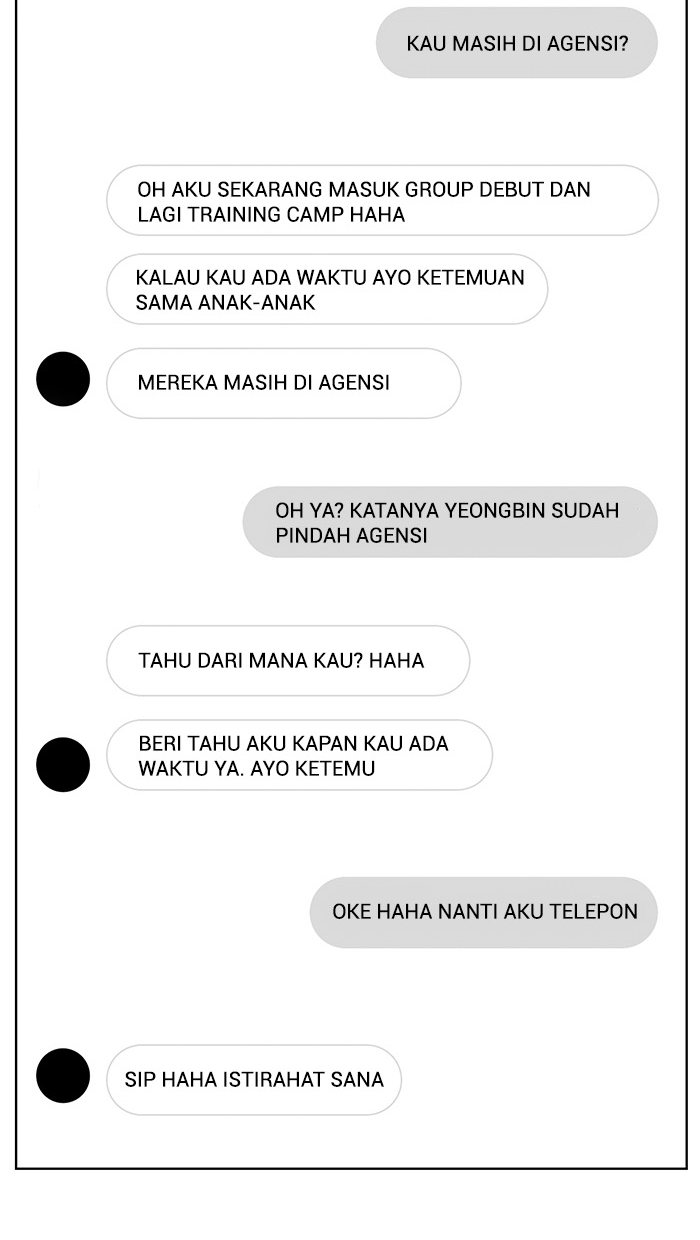 KAU MASIH DI AGENSI?
OH AKU SEKARANG MASUK GROUP DEBUT DAN
LAGI TRAINING CAMP HAHA
KALAU KAU ADA WAKTU AYO KETEMUAN
SAMA ANAK-ANAK
MEREKA MASIH DI AGENSI
OH YA? KATANYA YEONGBIN SUDAH
PINDAH AGENSI
TAHU DARI MANA KAU? HAHA
BERI TAHU AKU KAPAN KAU ADA
WAKTU YA. AYO KETEMU
OKE HAHA NANTI AKU TELEPON
SIP HAHA ISTIRAHAT SANA